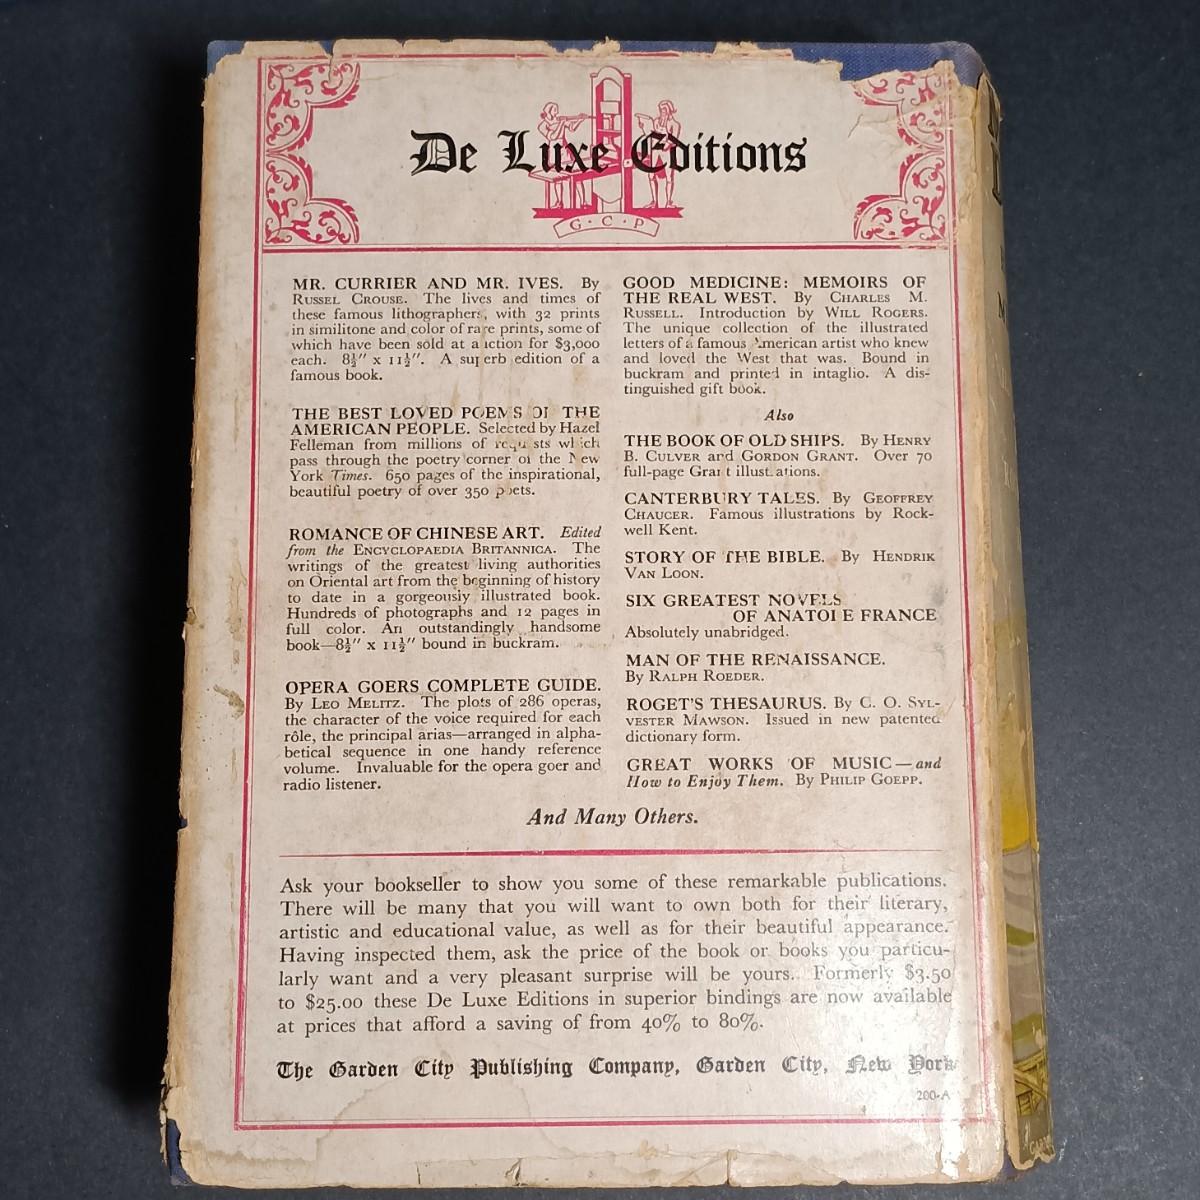 De Luxe Editions
G · C · P
MR. CURRIER AND MR. IVES. By
RUSSEL CROUSE. The lives and times of
these famous lithographers, with 32 prints
in similitone and color of rare prints, some of
which have been sold at auction for $3,000
each. 8½" x 11½". A superb edition of a
famous book.
THE BEST LOVED POEMS OF THE
AMERICAN PEOPLE. Selected by Hazel
Felleman from millions of requests which
pass through the poetry corner of the New
York Times. 650 pages of the inspirational,
beautiful poetry of over 350 poets.
ROMANCE OF CHINESE ART. Edited
from the ENCYCLOPAEDIA BRITANNICA. The
writings of the greatest living authorities
on Oriental art from the beginning of history
to date in a gorgeously illustrated book.
Hundreds of photographs and 12 pages in
full color. An outstandingly handsome
book—8½" x 11½" bound in buckram.
OPERA GOERS COMPLETE GUIDE.
By LEO MELITZ. The plots of 286 operas,
the character of the voice required for each
rôle, the principal arias—arranged in alpha-
betical sequence in one handy reference
volume. Invaluable for the opera goer and
radio listener.
GOOD MEDICINE: MEMOIRS OF
THE REAL WEST. By CHARLES M.
RUSSELL. Introduction by WILL ROGERS.
The unique collection of the illustrated
letters of a famous American artist who knew
and loved the West that was. Bound in
buckram and printed in intaglio. A dis-
tinguished gift book.
Also
THE BOOK OF OLD SHIPS. By HENRY
B. CULVER and GORDON GRANT. Over 70
full-page Grant illustrations.
CANTERBURY TALES. By GEOFFREY
CHAUCER. Famous illustrations by Rock-
well Kent.
STORY OF THE BIBLE. By HENDRIK
VAN LOON.
SIX GREATEST NOVELS
OF ANATOLE FRANCE
Absolutely unabridged.
MAN OF THE RENAISSANCE.
By RALPH ROEDER.
ROGET'S THESAURUS. By C. O. SYL-
VESTER MAWSON. Issued in new patented
dictionary form.
GREAT WORKS OF MUSIC—and
How to Enjoy Them. By PHILIP GOEPP.
And Many Others.
Ask your bookseller to show you some of these remarkable publications.
There will be many that you will want to own both for their literary,
artistic and educational value, as well as for their beautiful appearance.
Having inspected them, ask the price of the book or books you particu-
larly want and a very pleasant surprise will be yours. Formerly $3.50
to $25.00 these De Luxe Editions in superior bindings are now available
at prices that afford a saving of from 40% to 80%.
The Garden City Publishing Company, Garden City, New York
200-A